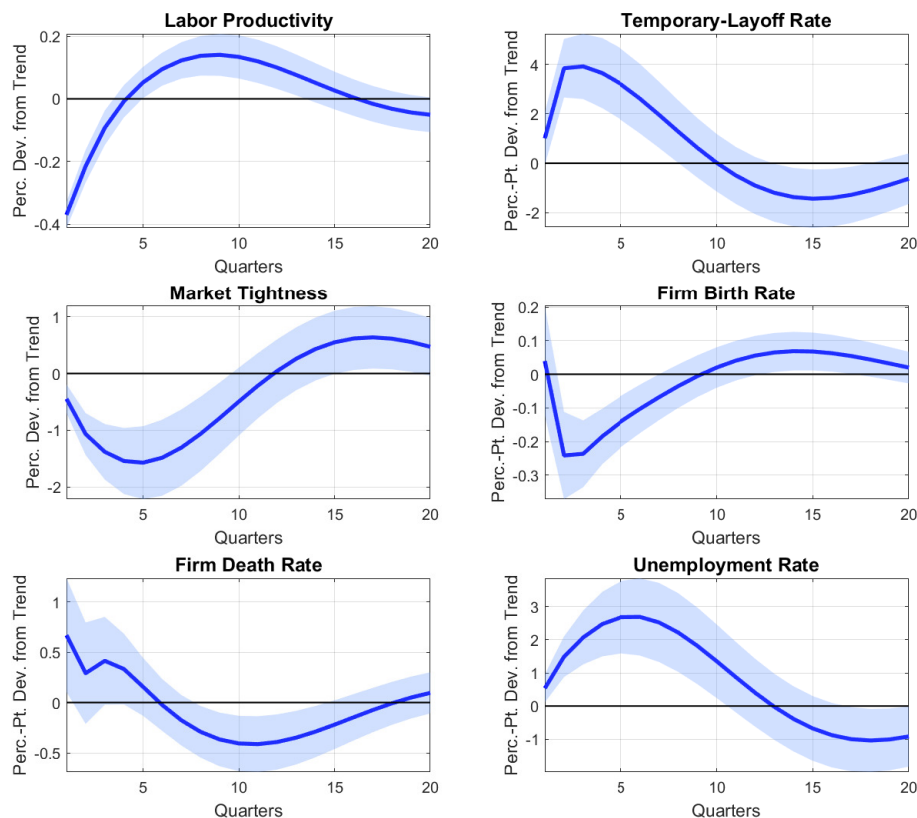 Labor Productivity
Perc. Dev. from Trend
0.2
0
-0.2
-0.4
5
10
15
20
Quarters
Temporary-Layoff Rate
Perc.-Pt. Dev. from Trend
4
2
0
-2
5
10
15
20
Quarters
Market Tightness
Perc. Dev. from Trend
1
0
-1
-2
5
10
15
20
Quarters
Firm Birth Rate
Perc.-Pt. Dev. from Trend
0.2
0.1
0
-0.1
-0.2
-0.3
5
10
15
20
Quarters
Firm Death Rate
Perc.-Pt. Dev. from Trend
1
0.5
0
-0.5
5
10
15
20
Quarters
Unemployment Rate
Perc.-Pt. Dev. from Trend
3
2
1
0
-1
5
10
15
20
Quarters